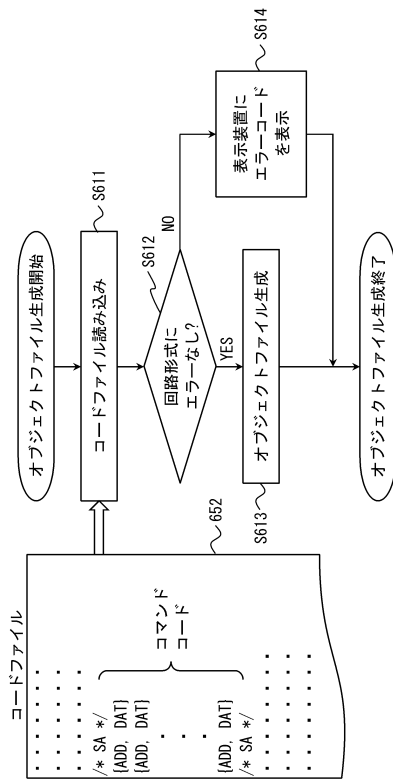 コードファイル
・ ・ ・ ・ ・ ・
・ ・ ・ ・ ・ ・
・ ・ ・ ・ ・ ・
/* SA */
{ADD, DAT}
{ADD, DAT}
・
・
・
{ADD, DAT}
/* SA */
・ ・ ・ ・ ・ ・
・ ・ ・ ・ ・ ・
・ ・ ・ ・ ・ ・
コマンド
コード
652
オブジェクトファイル生成開始
コードファイル読み込み
S611
回路形式に
エラーなし?
S612
NO
YES
オブジェクトファイル生成
S613
表示装置に
エラーコード
を表示
S614
オブジェクトファイル生成終了